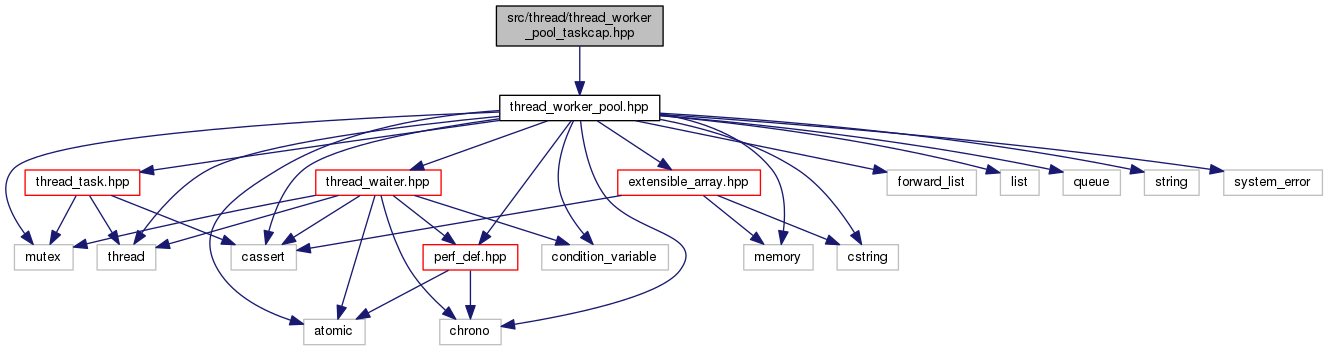 src/thread/thread_worker
_pool_taskcap.hpp
thread_worker_pool.hpp
thread_task.hpp
thread_waiter.hpp
extensible_array.hpp
forward_list
list
queue
string
system_error
mutex
thread
cassert
perf_def.hpp
condition_variable
memory
cstring
atomic
chrono